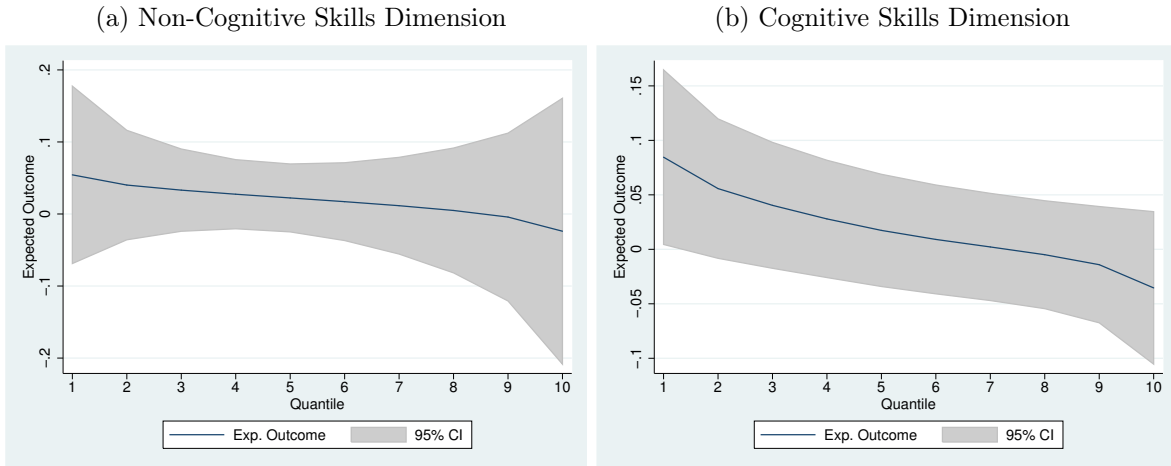 (a) Non-Cognitive Skills Dimension
Expected Outcome
.2
.1
0
-.1
-.2
1 2 3 4 5 6 7 8 9 10
Quantile
Exp. Outcome 95% CI
(b) Cognitive Skills Dimension
Expected Outcome
.15
.1
.05
0
-.05
-.1
1 2 3 4 5 6 7 8 9 10
Quantile
Exp. Outcome 95% CI